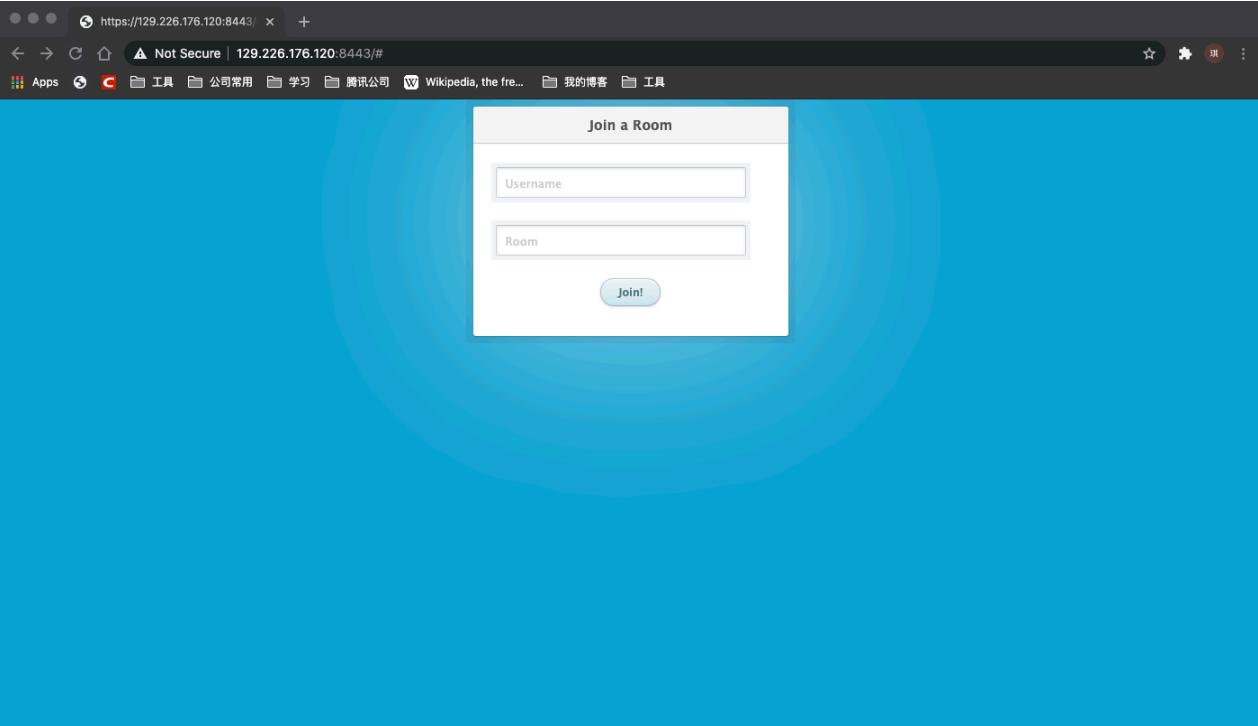 https://129.226.176.120:8443/
Not Secure 129.226.176.120:8443/#
琪
Apps 工具 公司常用 学习 腾讯公司 W Wikipedia, the fre... 我的博客 工具
Join a Room
Username
Room
Join!